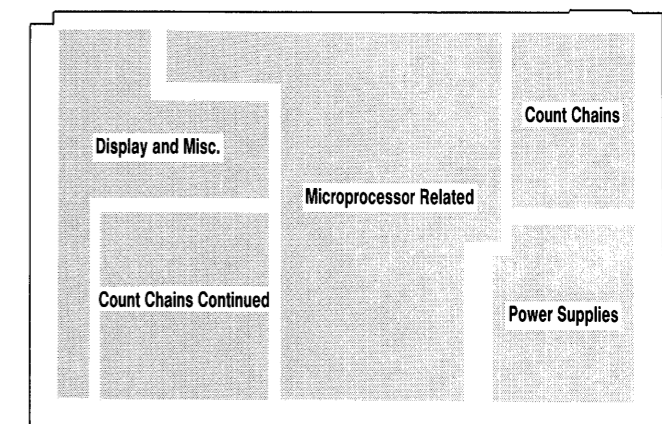 Count Chains
Display and Misc.
Microprocessor Related
Count Chains Continued
Power Supplies